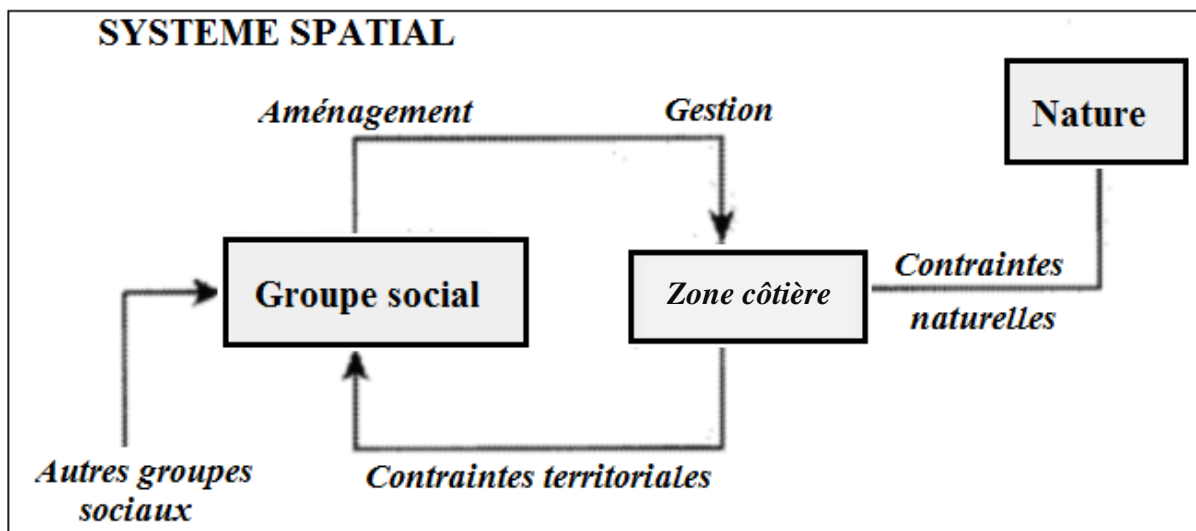 SYSTEME SPATIAL
Aménagement
Gestion
Nature
Groupe social
Zone côtière
Contraintes
naturelles
Autres groupes
sociaux
Contraintes territoriales